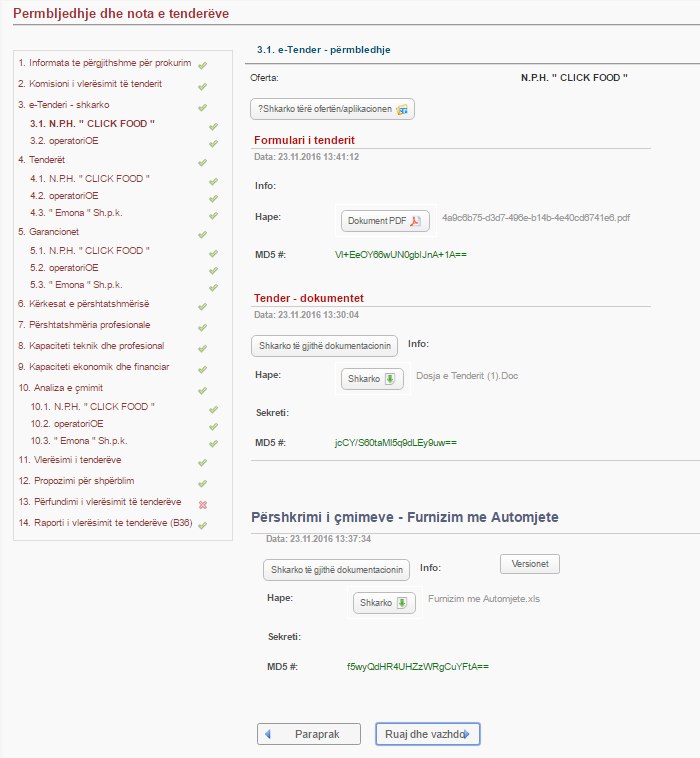 Permbljedhje dhe nota e tenderëve
1. Informata te përgjithshme për prokurim
2. Komisioni i vlerësimit të tenderit
3. e-Tenderi - shkarko
3.1. N.P.H. " CLICK FOOD "
3.2. operatoriOE
4. Tenderët
4.1. N.P.H. " CLICK FOOD "
4.2. operatoriOE
4.3. " Emona " Sh.p.k.
5. Garancionet
5.1. N.P.H. " CLICK FOOD "
5.2. operatoriOE
5.3. " Emona " Sh.p.k.
6. Kërkesat e përshtatshmërisë
7. Përshtatshmëria profesionale
8. Kapaciteti teknik dhe profesional
9. Kapaciteti ekonomik dhe financiar
10. Analiza e çmimit
10.1. N.P.H. " CLICK FOOD "
10.2. operatoriOE
10.3. " Emona " Sh.p.k.
11. Vlerësimi i tenderëve
12. Propozimi për shpërblim
13. Përfundimi i vlerësimit të tenderëve
14. Raporti i vlerësimit te tenderëve (B36)
3.1. e-Tender - përmbledhje
Oferta: N.P.H. " CLICK FOOD "
?Shkarko tërë ofertën/aplikacionen
Formulari i tenderit
Data: 23.11.2016 13:41:12
Info:
Hape: Dokument PDF 4a9c6b75-d3d7-496e-b14b-4e40cd6741e6.pdf
MD5 #: Vl+EeOY66wUN0gbIJnA+1A==
Tender - dokumentet
Data: 23.11.2016 13:30:04
Shkarko të gjithë dokumentacionin Info:
Hape: Shkarko Dosja e Tenderit (1).Doc
Sekreti:
MD5 #: jcCY/S60taMl5q9dLEy9uw==
Përshkrimi i çmimeve - Furnizim me Automjete
Data: 23.11.2016 13:37:34
Shkarko të gjithë dokumentacionin Info: Versionet
Hape: Shkarko Furnizim me Automjete.xls
Sekreti:
MD5 #: f5wyQdHR4UHZzWRgCuYFtA==
Paraprak Ruaj dhe vazhdo